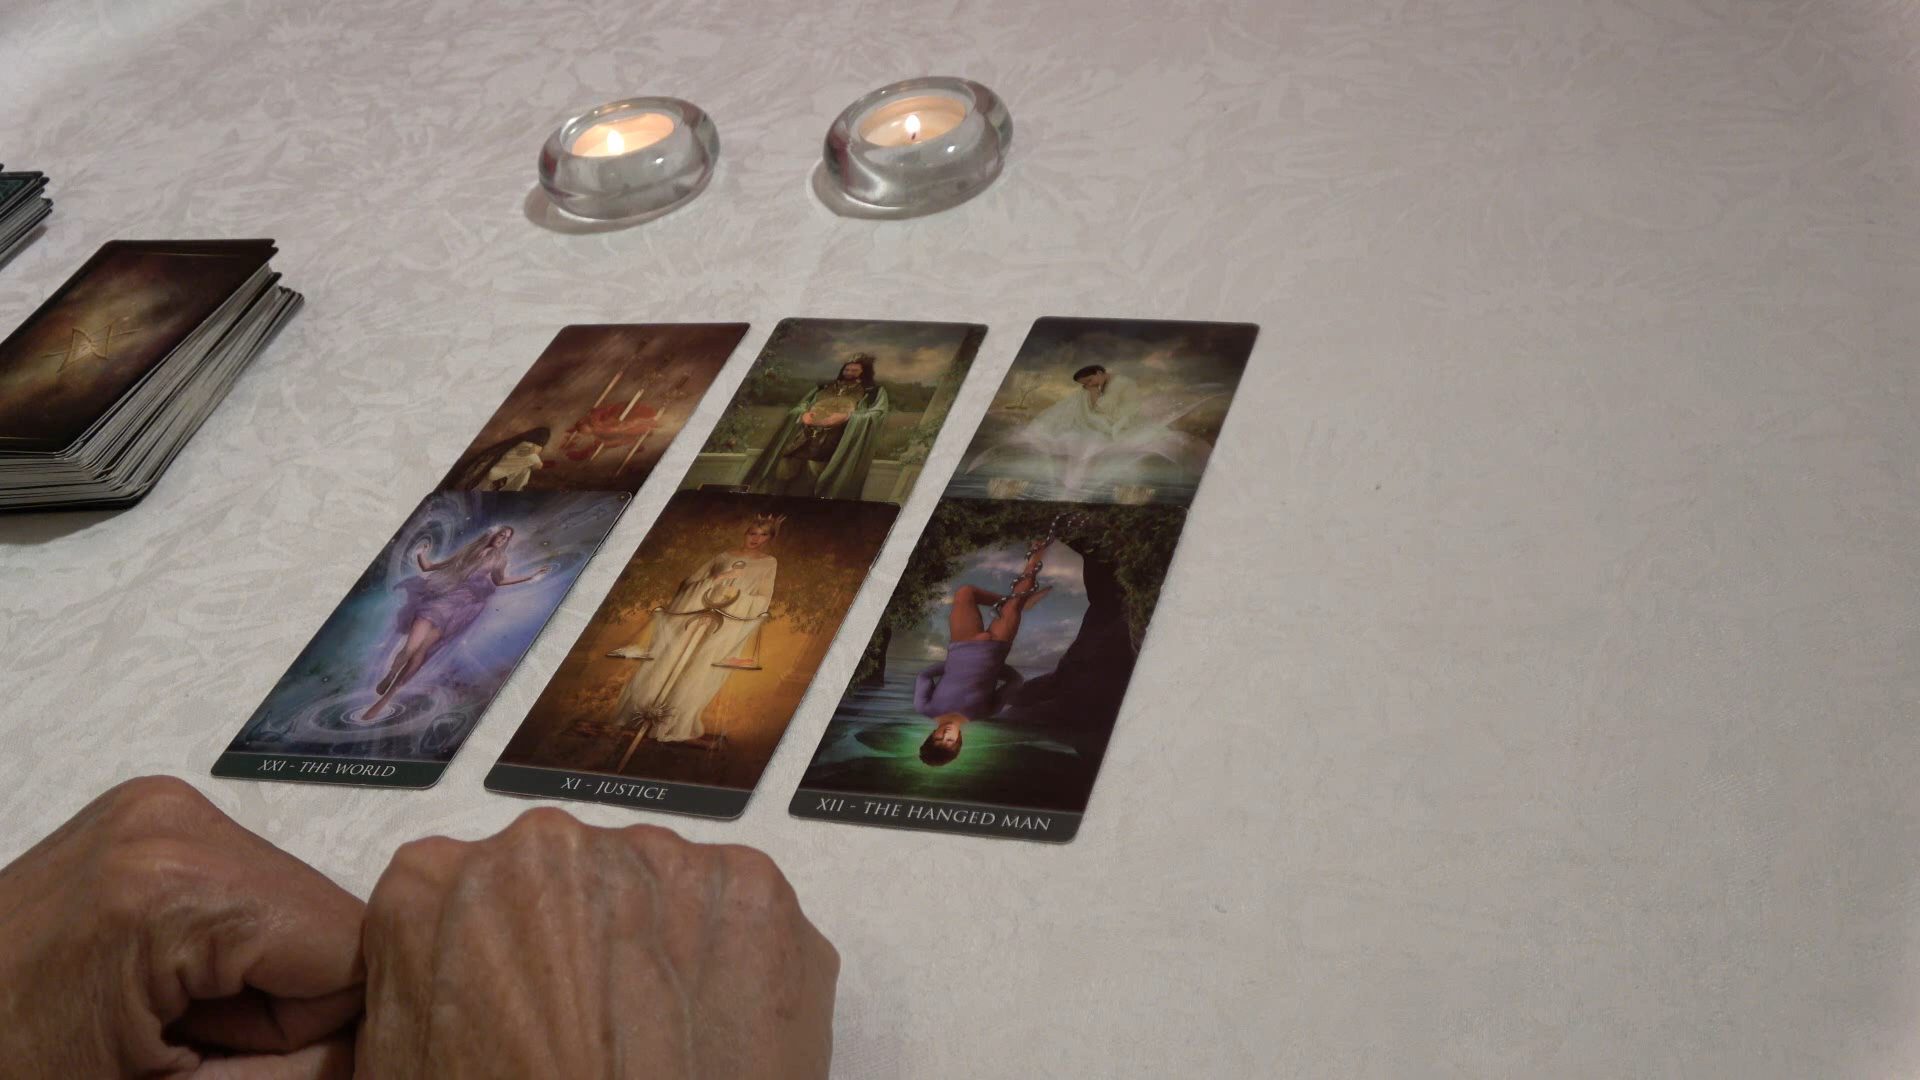 XXI - THE WORLD
XI - JUSTICE
XII - THE HANGED MAN